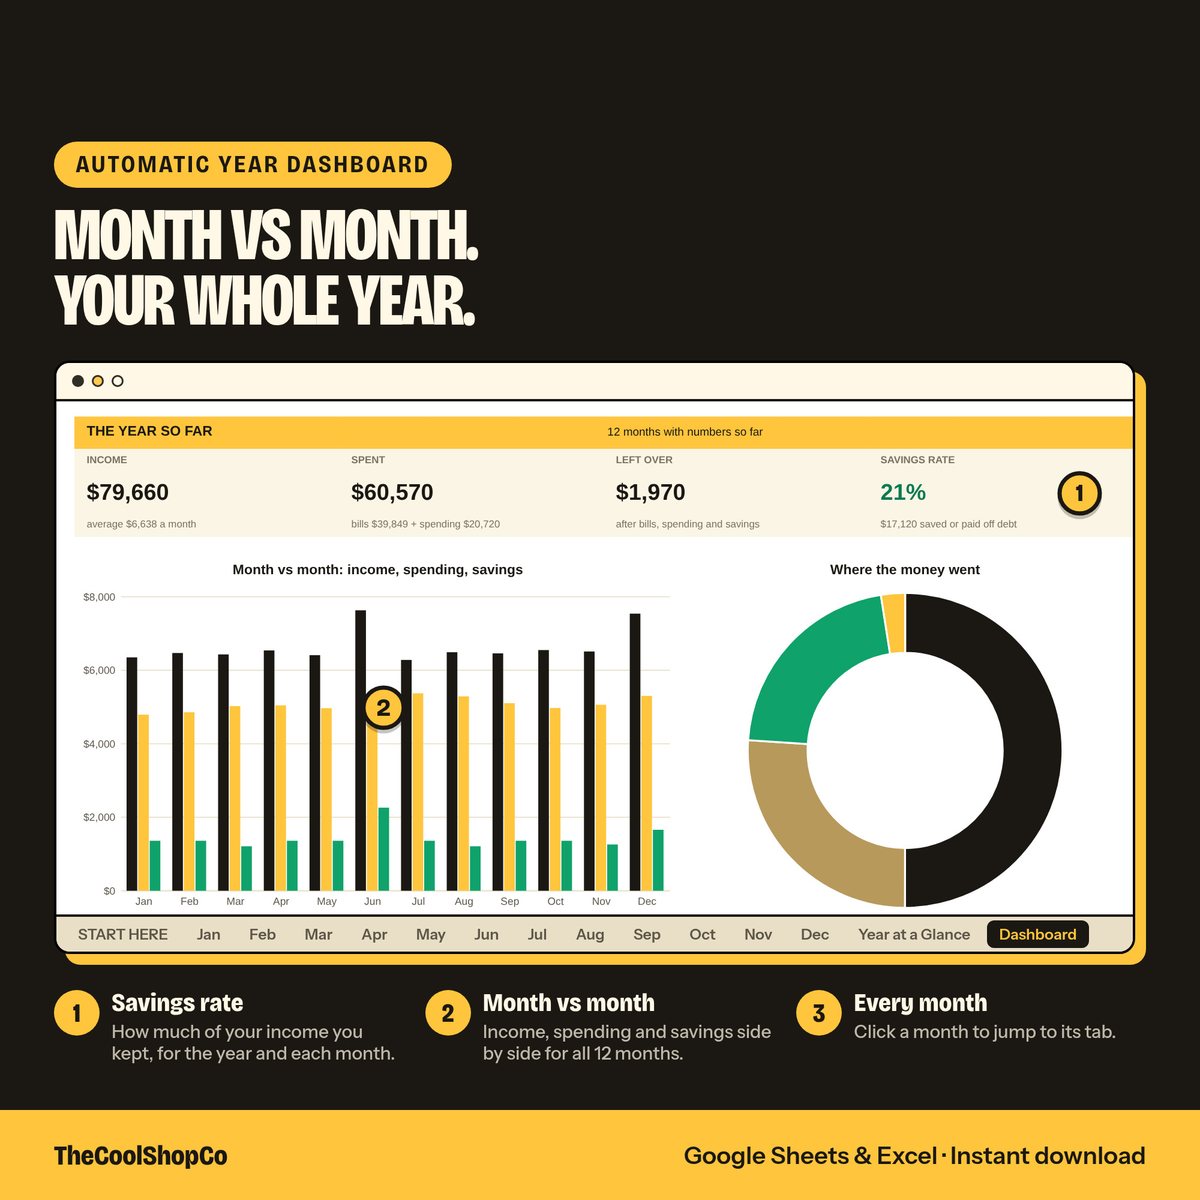 AUTOMATIC YEAR DASHBOARD
MONTH VS MONTH.
YOUR WHOLE YEAR.
THE YEAR SO FAR
12 months with numbers so far
INCOME
SPENT
LEFT OVER
SAVINGS RATE
$79,660
$60,570
$1,970
21%
1
average $6,638 a month
bills $39,849 + spending $20,720
after bills, spending and savings
$17,120 saved or paid off debt
Month vs month: income, spending, savings
Where the money went
$8,000
$6,000
2
$4,000
$2,000
$0
Jan Feb Mar Apr May Jun Jul Aug Sep Oct Nov Dec
START HERE Jan Feb Mar Apr May Jun Jul Aug Sep Oct Nov Dec Year at a Glance Dashboard
1
Savings rate
How much of your income you
kept, for the year and each month.
2
Month vs month
Income, spending and savings side
by side for all 12 months.
3
Every month
Click a month to jump to its tab.
TheCoolShopCo
Google Sheets & Excel · Instant download